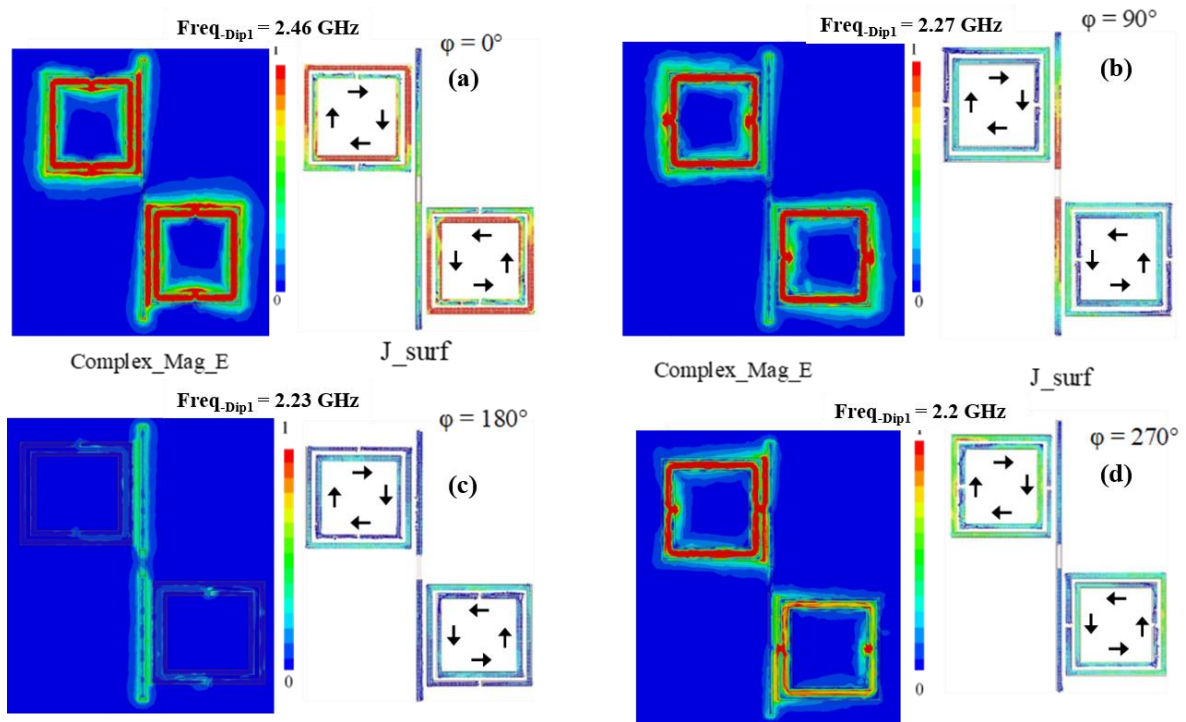 Freq-Dip1 = 2.46 GHz
φ = 0°
(a)
1
0
Complex_Mag_E
J_surf
Freq-Dip1 = 2.27 GHz
φ = 90°
(b)
1
0
Complex_Mag_E
J_surf
Freq-Dip1 = 2.23 GHz
φ = 180°
(c)
1
0
Freq-Dip1 = 2.2 GHz
φ = 270°
(d)
1
0